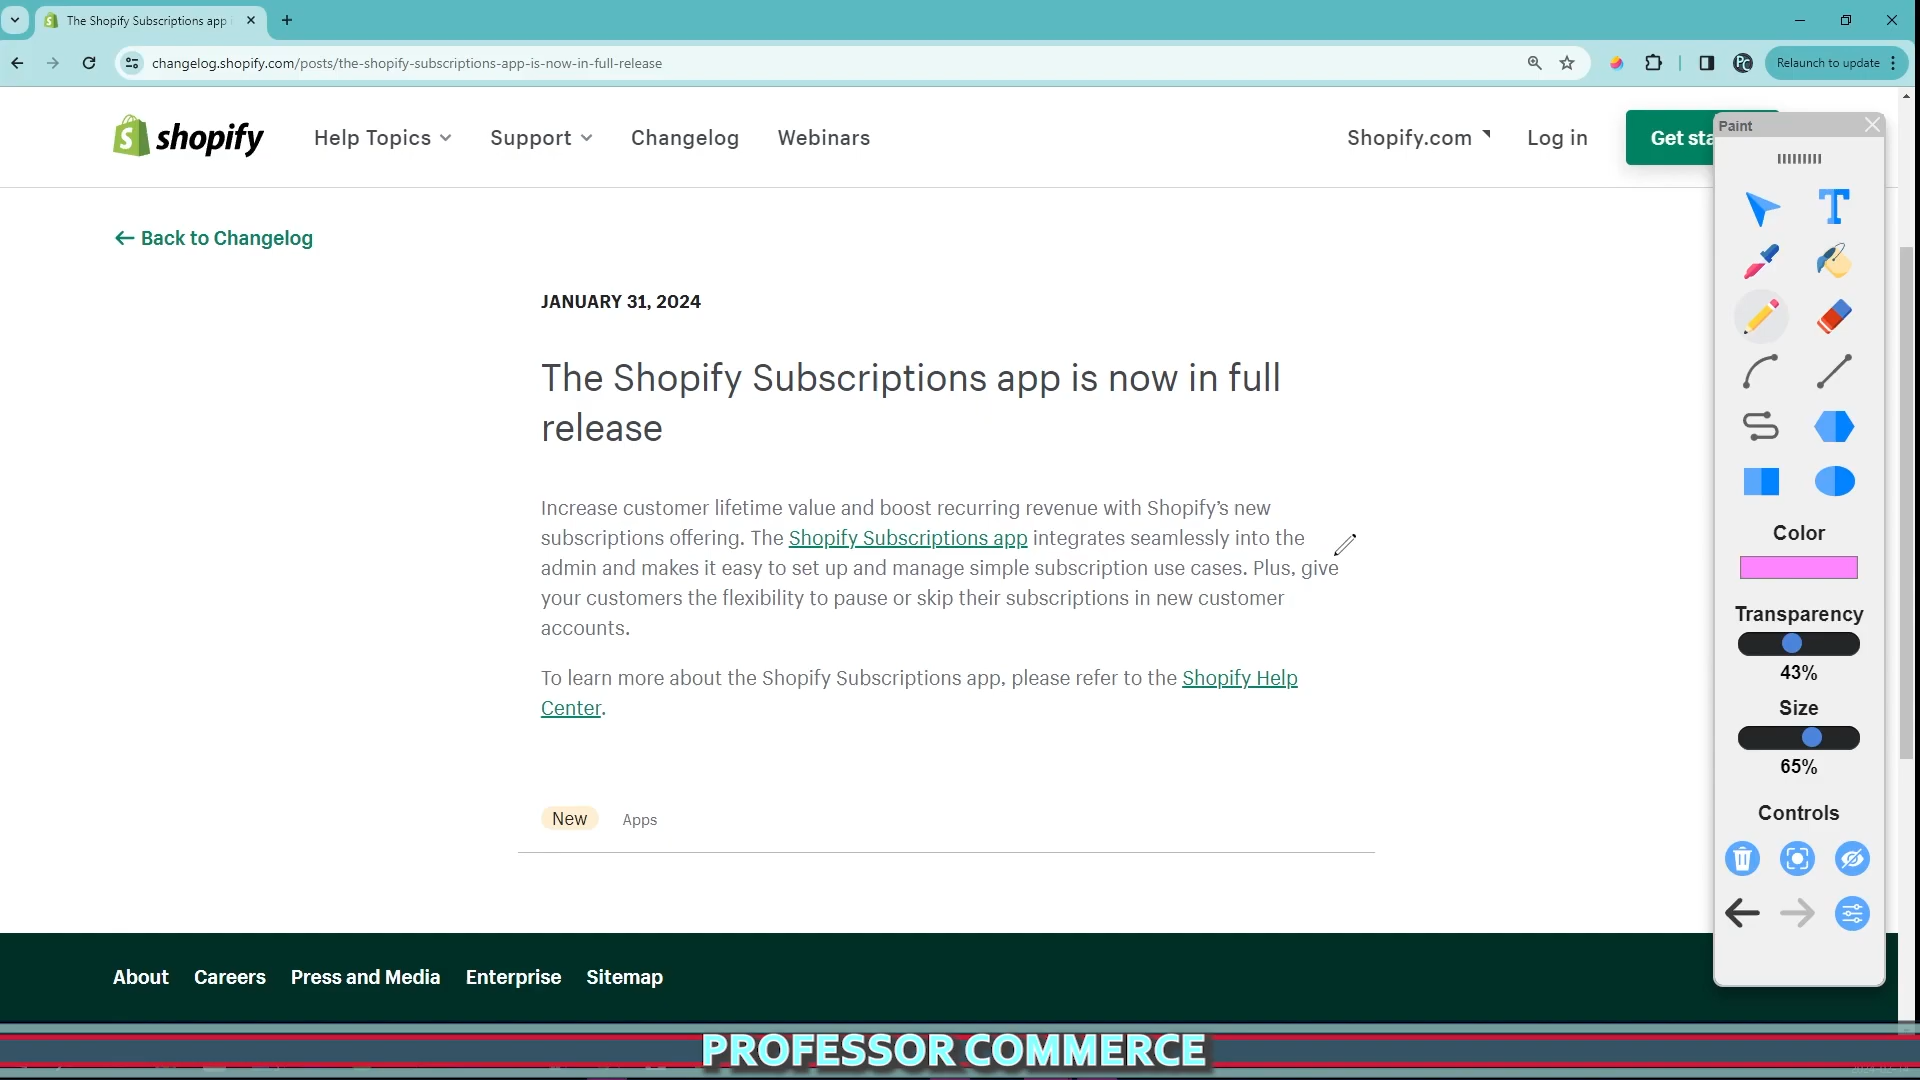 The Shopify Subscriptions app
changelog.shopify.com/posts/the-shopify-subscriptions-app-is-now-in-full-release
PC
Relaunch to update
shopify
Help Topics
Support
Changelog
Webinars
Shopify.com
Log in
Get sta
Paint
T
← Back to Changelog
JANUARY 31, 2024
The Shopify Subscriptions app is now in full
release
Increase customer lifetime value and boost recurring revenue with Shopify’s new
subscriptions offering. The Shopify Subscriptions app integrates seamlessly into the
admin and makes it easy to set up and manage simple subscription use cases. Plus, give
your customers the flexibility to pause or skip their subscriptions in new customer
accounts.
To learn more about the Shopify Subscriptions app, please refer to the Shopify Help
Center.
New
Apps
Color
Transparency
43%
Size
65%
Controls
About
Careers
Press and Media
Enterprise
Sitemap
PROFESSOR COMMERCE